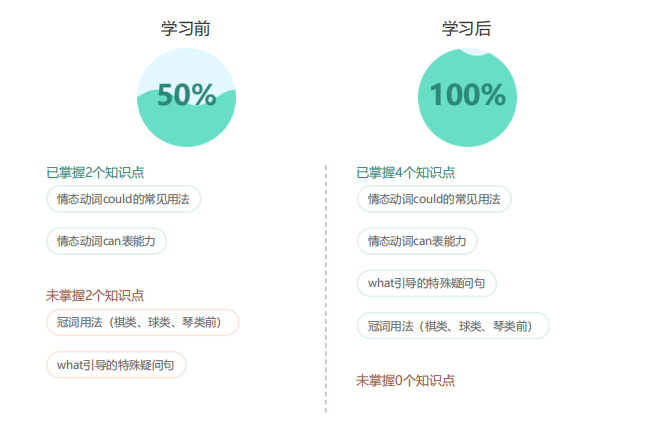 学习前
50%
已掌握2个知识点
情态动词could的常见用法
情态动词can表能力
未掌握2个知识点
冠词用法（棋类、球类、琴类前）
what引导的特殊疑问句
学习后
100%
已掌握4个知识点
情态动词could的常见用法
情态动词can表能力
what引导的特殊疑问句
冠词用法（棋类、球类、琴类前）
未掌握0个知识点